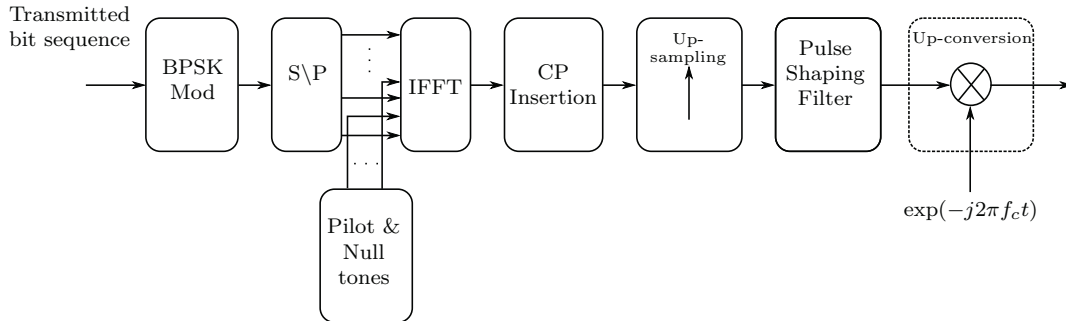 Transmitted
bit sequence
BPSK
Mod
S\P
. . .
IFFT
CP
Insertion
Up-
sampling
Pulse
Shaping
Filter
Up-conversion
. . .
Pilot &
Null
tones
exp(−j2πf_ct)